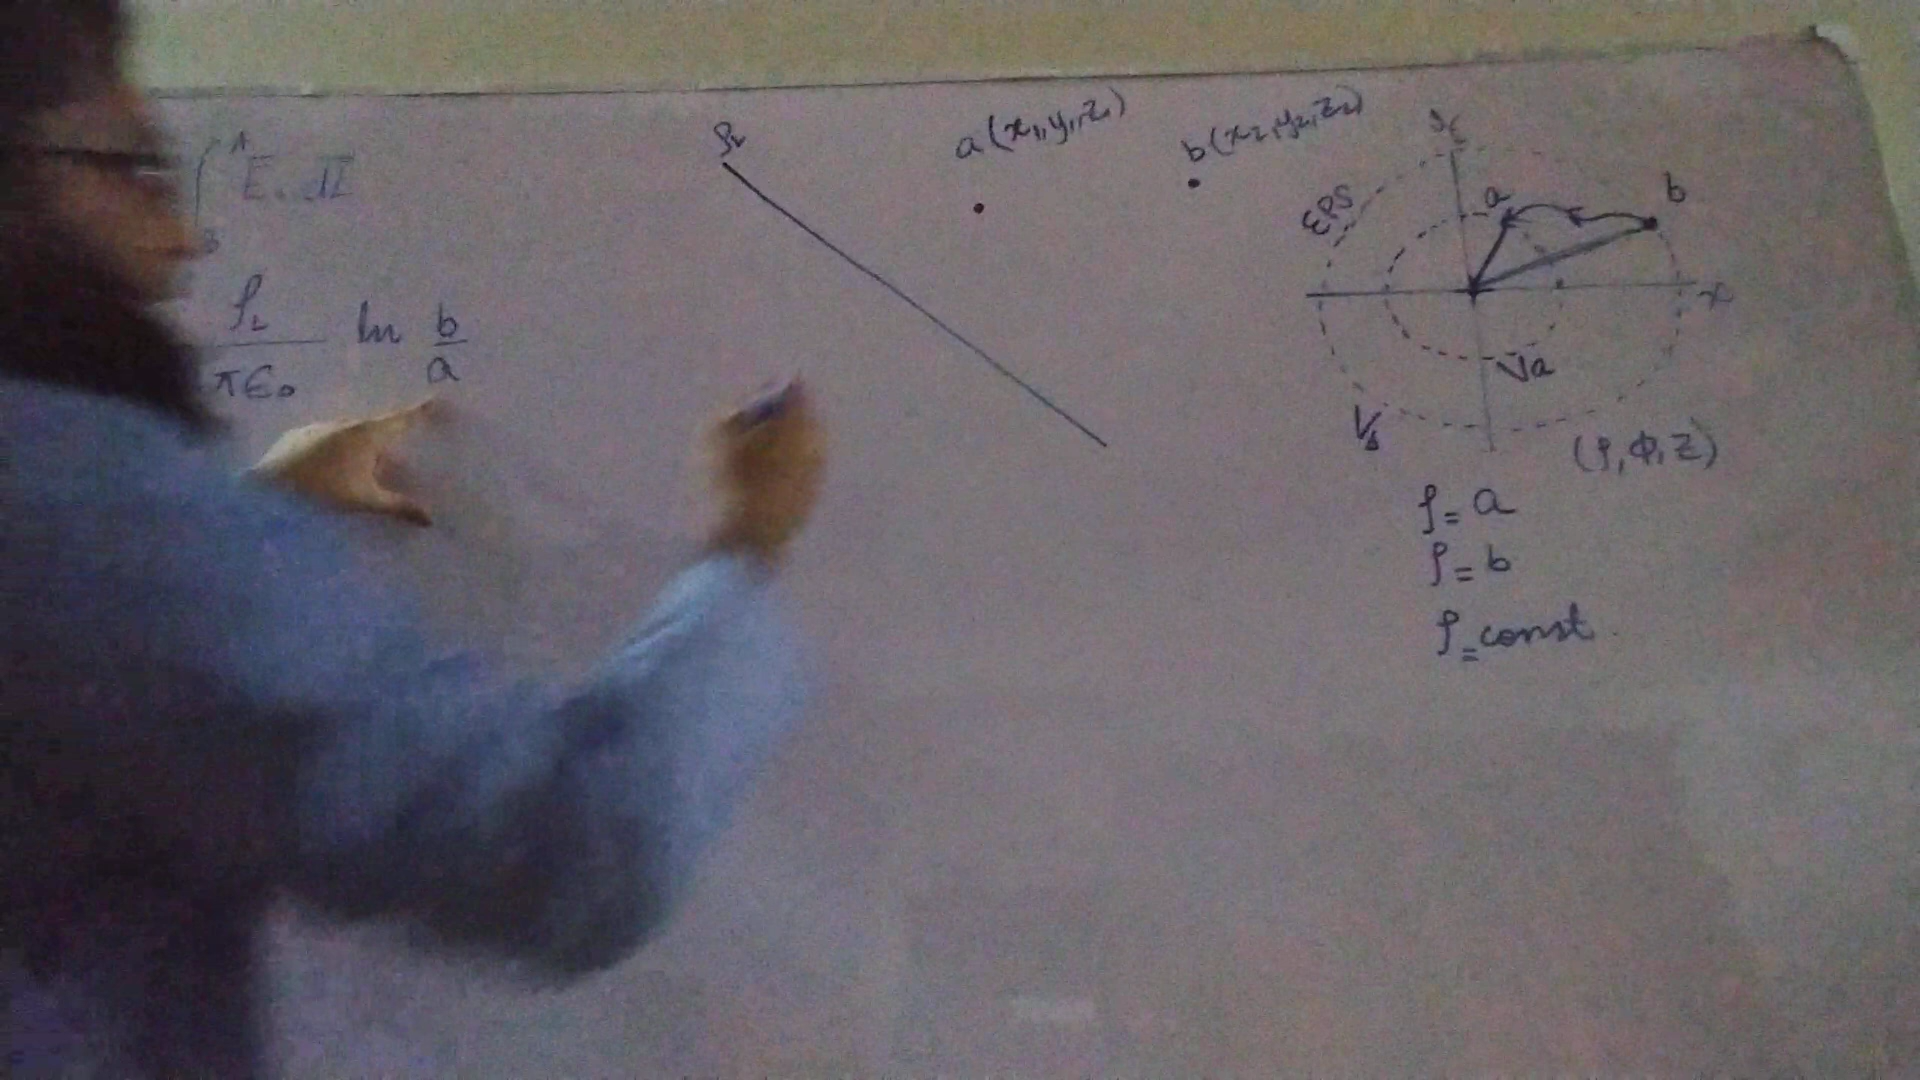 ∫ᴬ E . dl
B
ρL / πϵ₀ ln b/a
ρL
a (x₁, y₁, z₁)
b (x₂, y₂, z₂)
EPS
a
b
x
Va
Vb
(ρ, φ, z)
ρ = a
ρ = b
ρ = const.